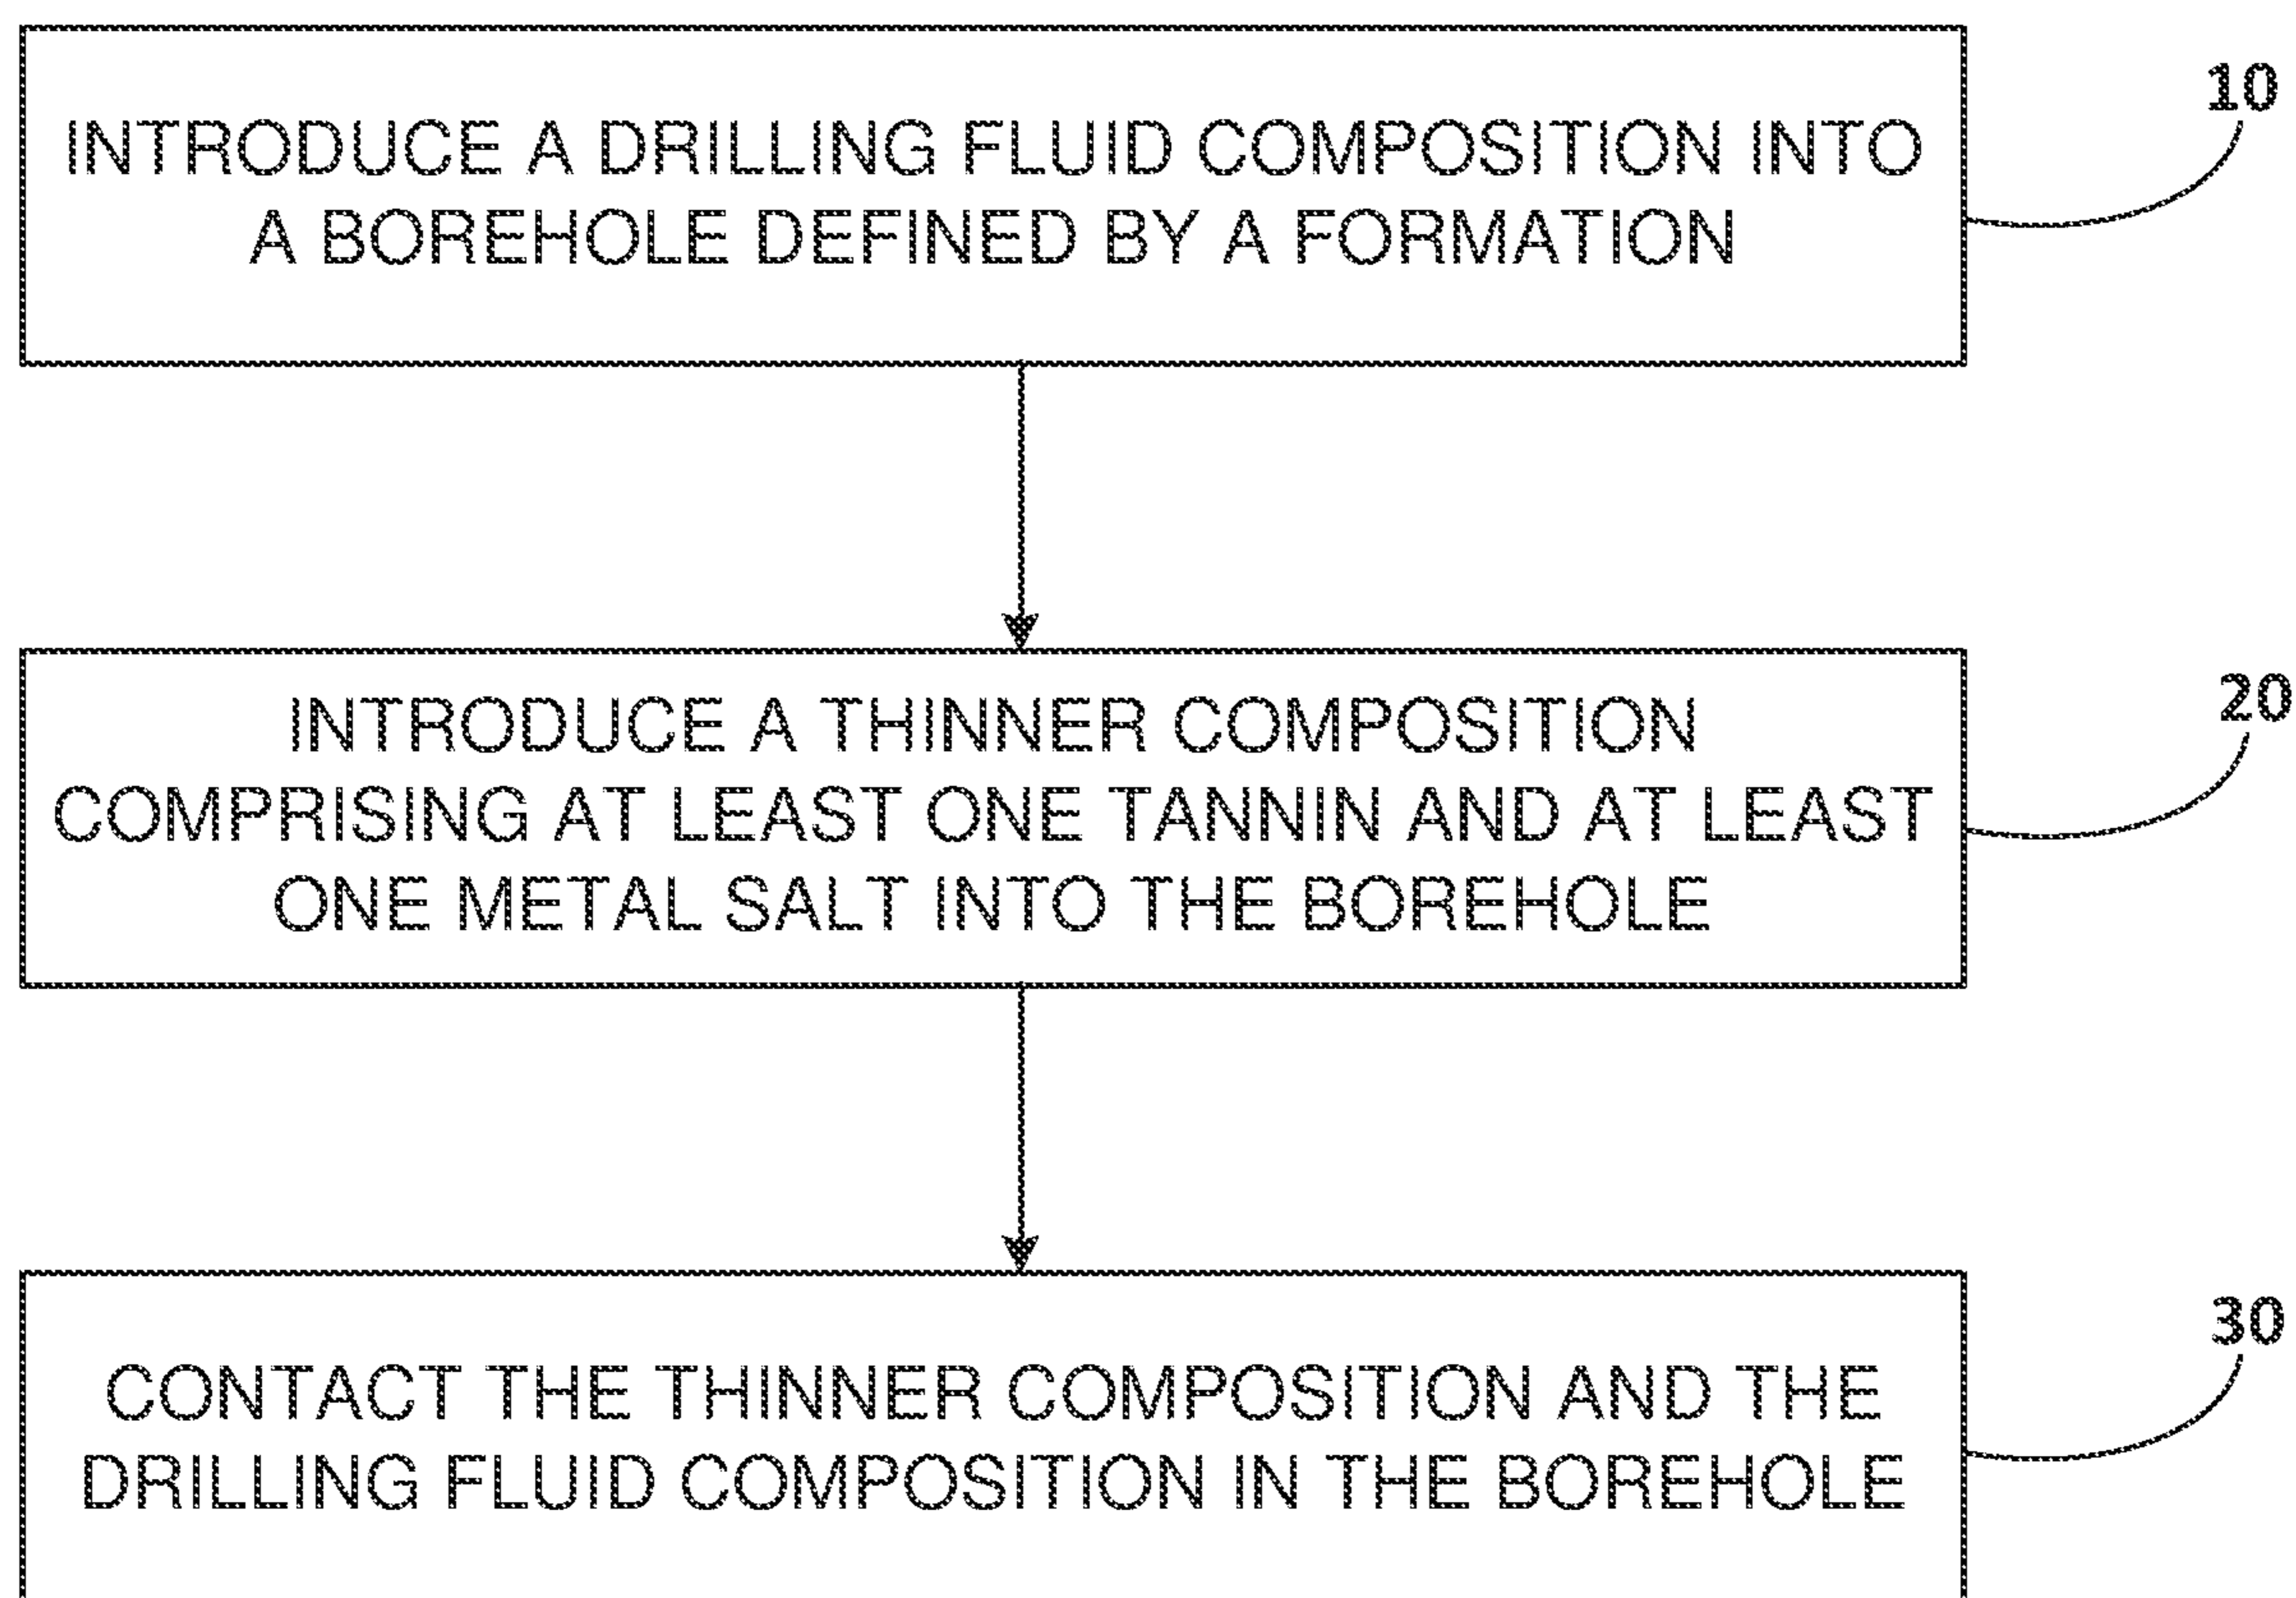 10
INTRODUCE A DRILLING FLUID COMPOSITION INTO
A BOREHOLE DEFINED BY A FORMATION
20
INTRODUCE A THINNER COMPOSITION
COMPRISING AT LEAST ONE TANNIN AND AT LEAST
ONE METAL SALT INTO THE BOREHOLE
30
CONTACT THE THINNER COMPOSITION AND THE
DRILLING FLUID COMPOSITION IN THE BOREHOLE